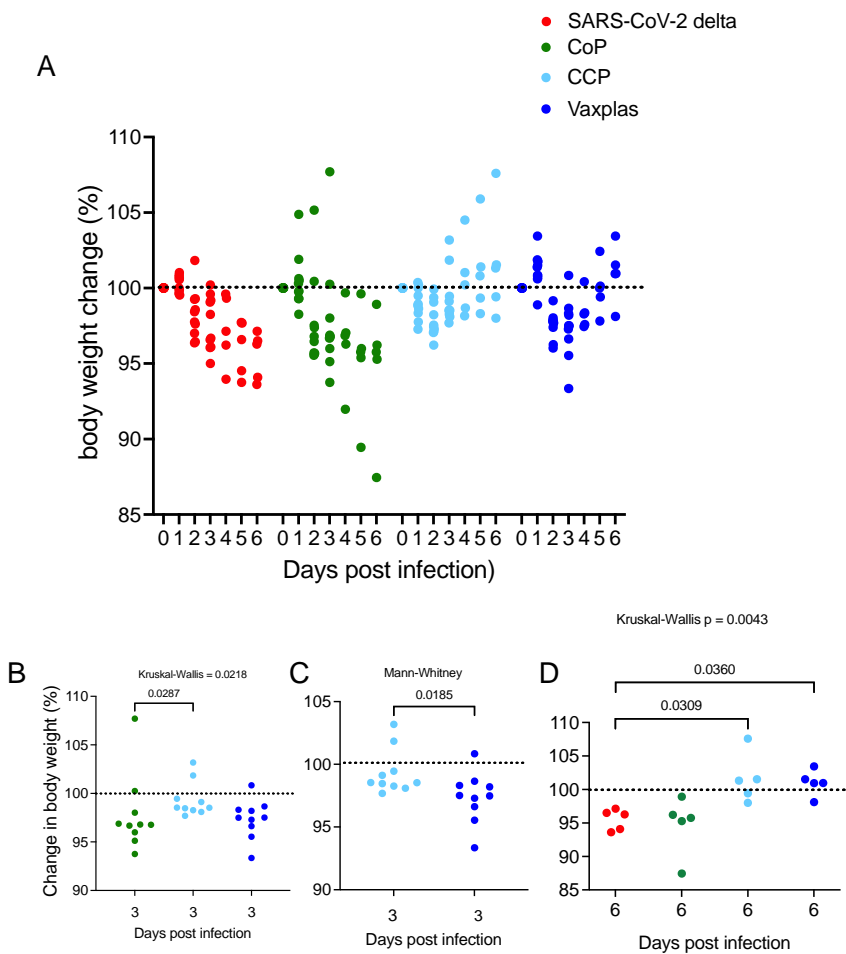 SARS-CoV-2 delta
CoP
CCP
Vaxplas
A
110
105
100
95
90
85
body weight change (%)
0 1 2 3 4 5 6 0 1 2 3 4 5 6 0 1 2 3 4 5 6 0 1 2 3 4 5 6
Days post infection)
Kruskal-Wallis p = 0.0043
B
Kruskal-Wallis = 0.0218
0.0287
110
105
100
95
90
Change in body weight (%)
3 3 3
Days post infection
C
Mann-Whitney
0.0185
105
100
95
90
3 3
Days post infection
D
0.0360
0.0309
110
105
100
95
90
85
6 6 6 6
Days post infection